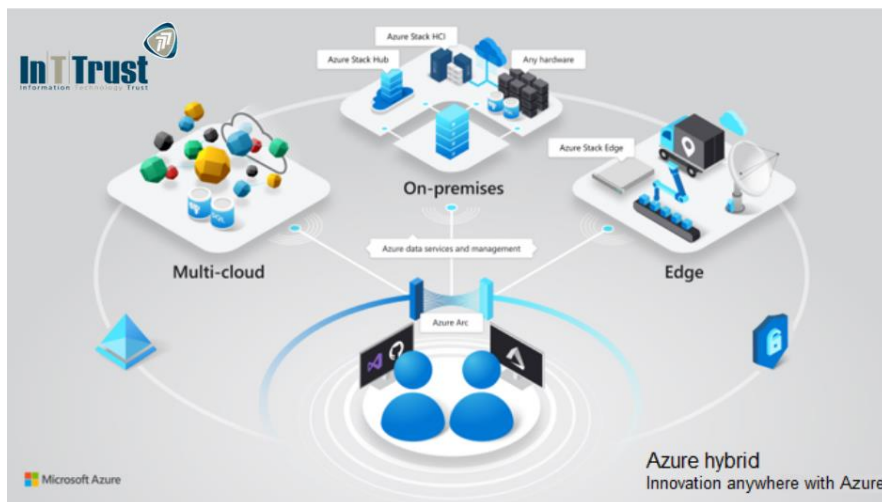 InTTrust
Information Technology Trust
Azure Stack HCI
Azure Stack Hub
Any hardware
Azure Stack Edge
On-premises
Azure data services and management
Multi-cloud
Edge
Azure Arc
SQL
Microsoft Azure
Azure hybrid
Innovation anywhere with Azure